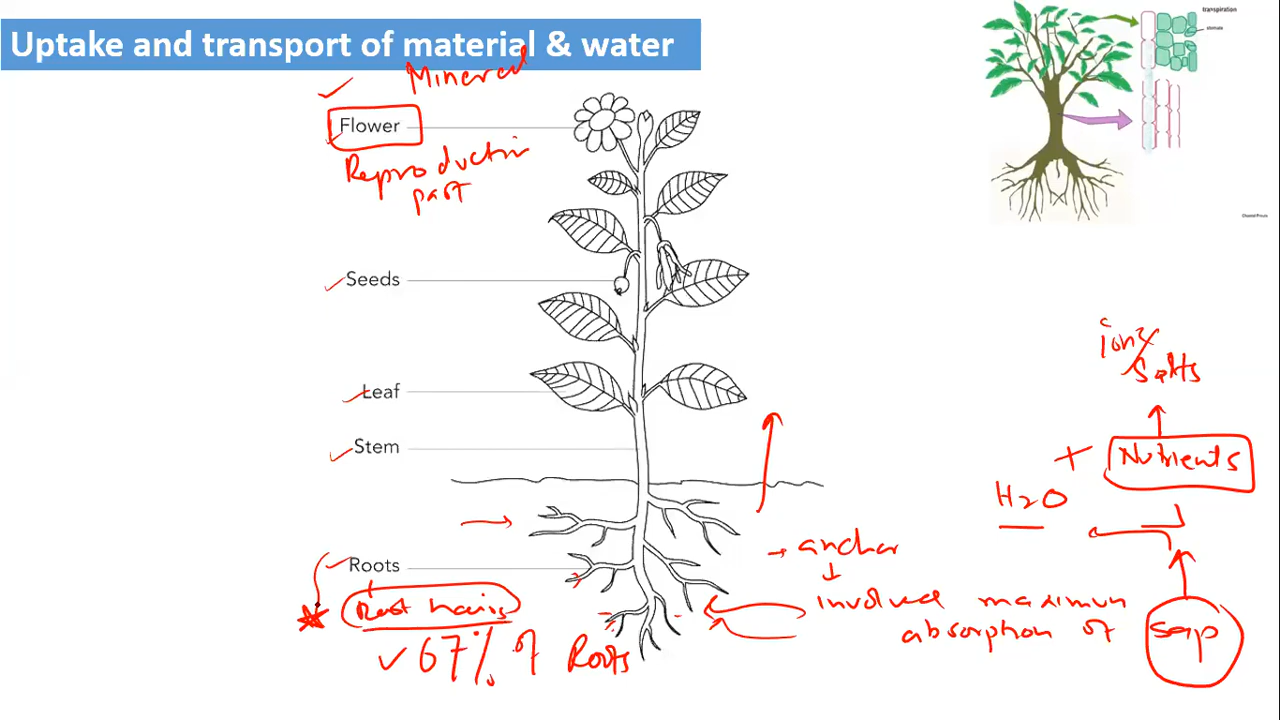 Uptake and transport of material & water
Mineral
Flower
Reproductive
part
Seeds
Leaf
Stem
Roots
Root hairs
67% of Roots
transpiration
stomata
ions/
Salts
+ Nutrients
H2O
→ anchor
involved maximum
absorption of sap